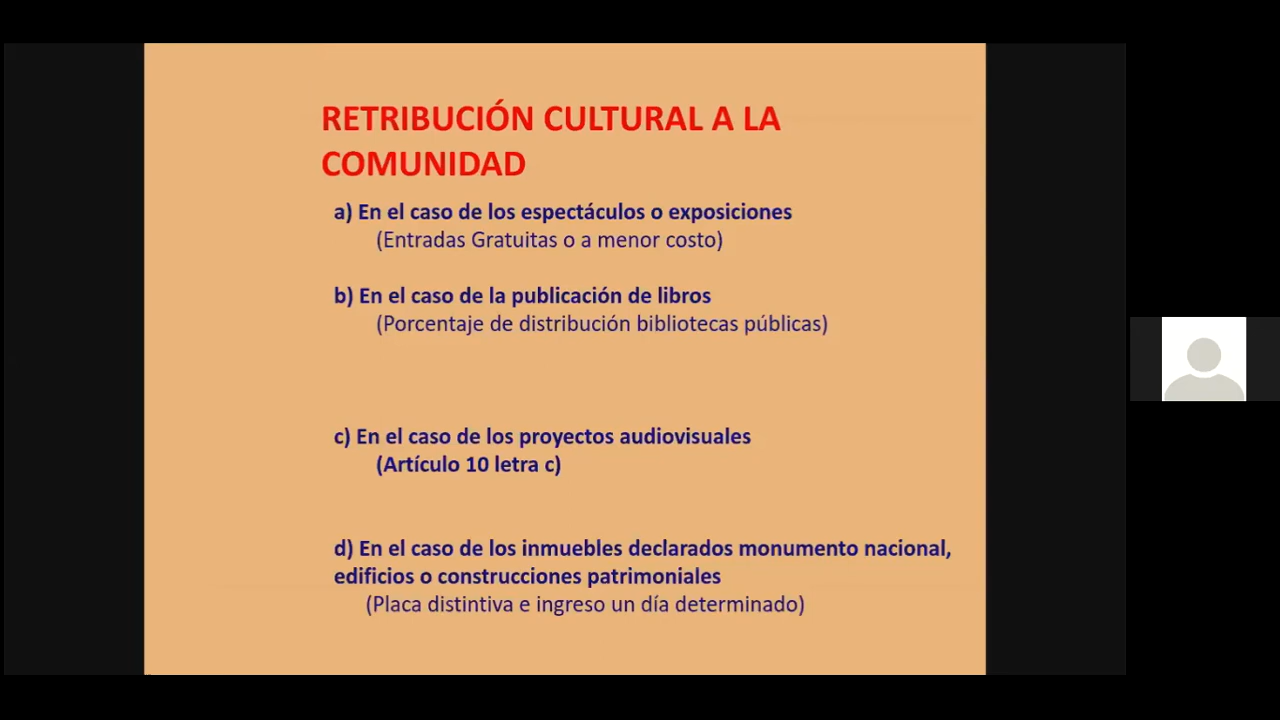 RETRIBUCIÓN CULTURAL A LA
COMUNIDAD
a) En el caso de los espectáculos o exposiciones
(Entradas Gratuitas o a menor costo)
b) En el caso de la publicación de libros
(Porcentaje de distribución bibliotecas públicas)
c) En el caso de los proyectos audiovisuales
(Artículo 10 letra c)
d) En el caso de los inmuebles declarados monumento nacional,
edificios o construcciones patrimoniales
(Placa distintiva e ingreso un día determinado)